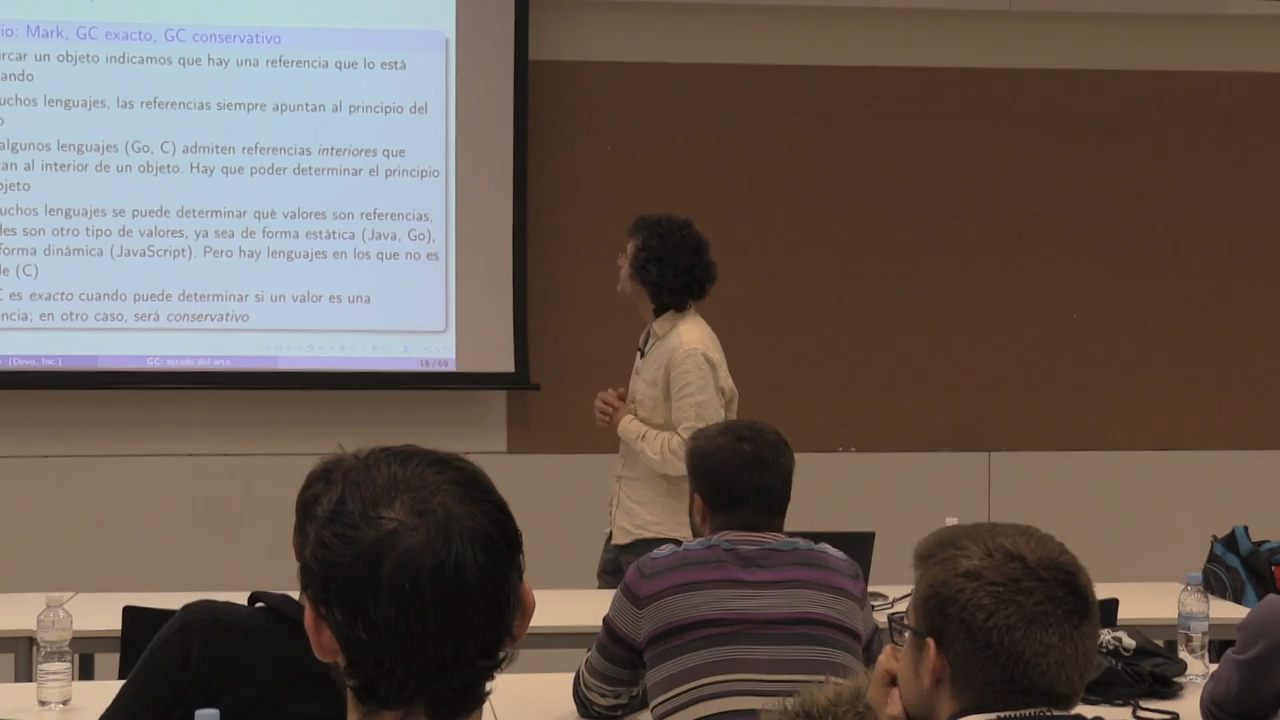 io: Mark, GC exacto, GC conservativo
rcar un objeto indicamos que hay una referencia que lo está
ando
uchos lenguajes, las referencias siempre apuntan al principio del
o
algunos lenguajes (Go, C) admiten referencias interiores que
tan al interior de un objeto. Hay que poder determinar el principio
bjeto
uchos lenguajes se puede determinar qué valores son referencias,
les son otro tipo de valores, ya sea de forma estática (Java, Go),
forma dinámica (JavaScript). Pero hay lenguajes en los que no es
le (C)
C es exacto cuando puede determinar si un valor es una
ncia; en otro caso, será conservativo
(Devo, Inc.) GC: estado del arte 18/69